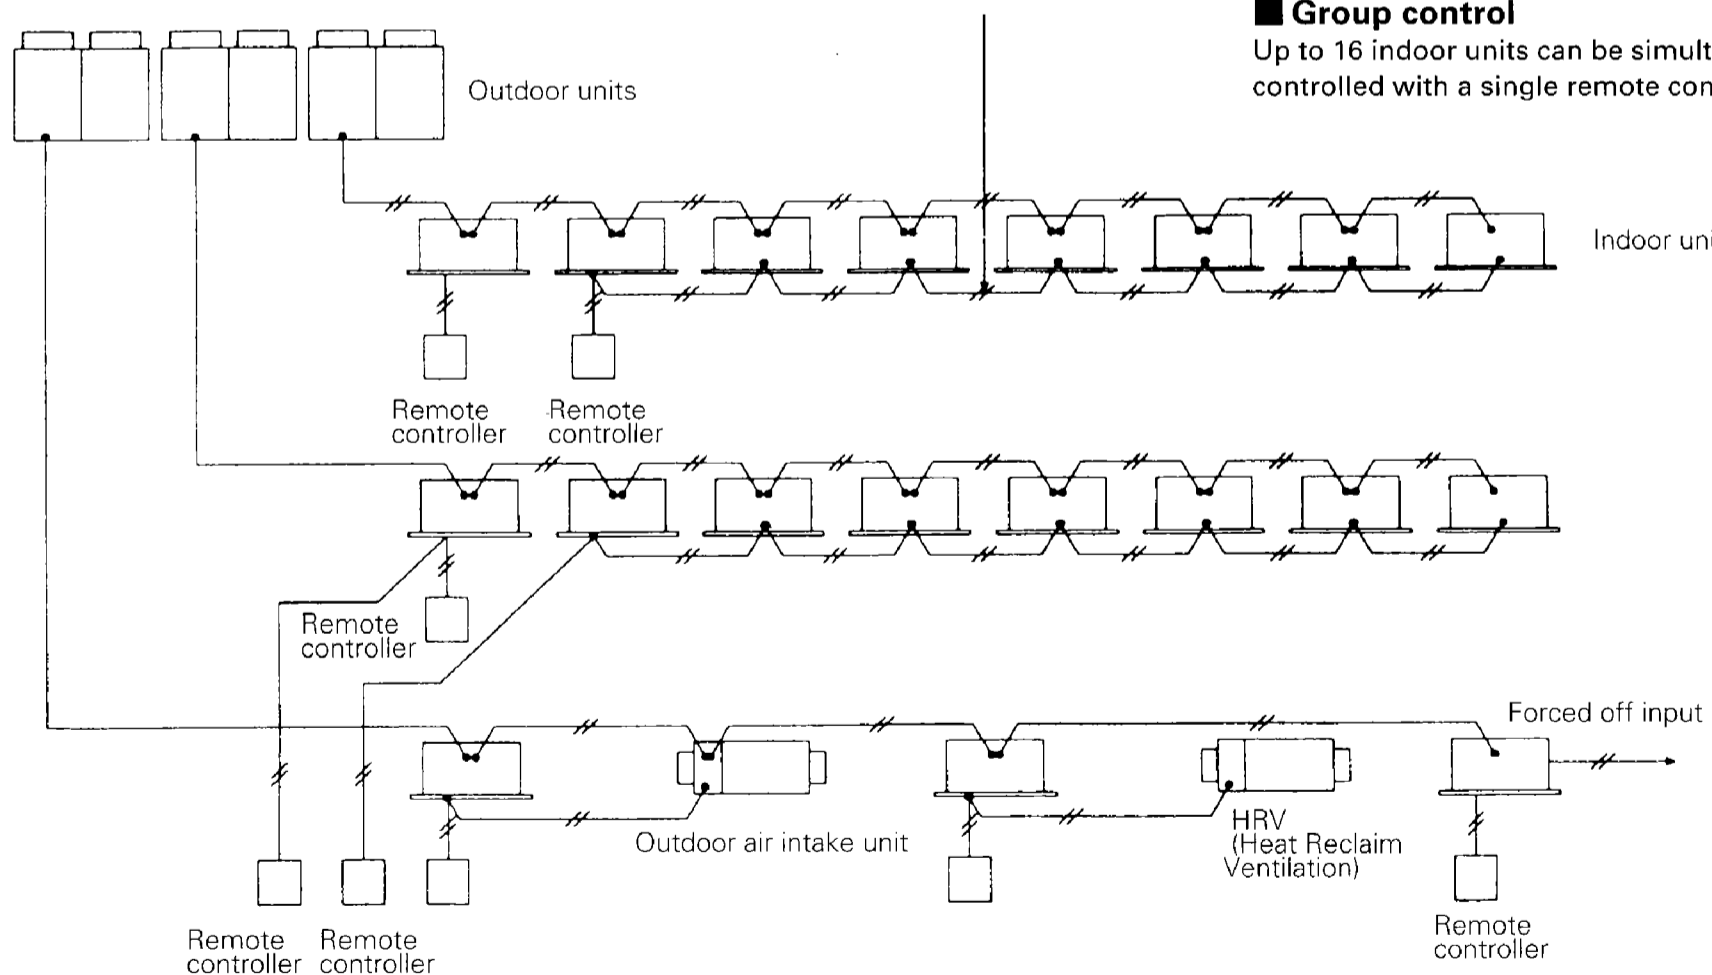 ■ Group control
Up to 16 indoor units can be simult
controlled with a single remote con
Outdoor units
Indoor uni
Remote
controller
Remote
controller
Remote
controller
Forced off input
Outdoor air intake unit
HRV
(Heat Reclaim
Ventilation)
Remote
controller
Remote
controller
Remote
controller